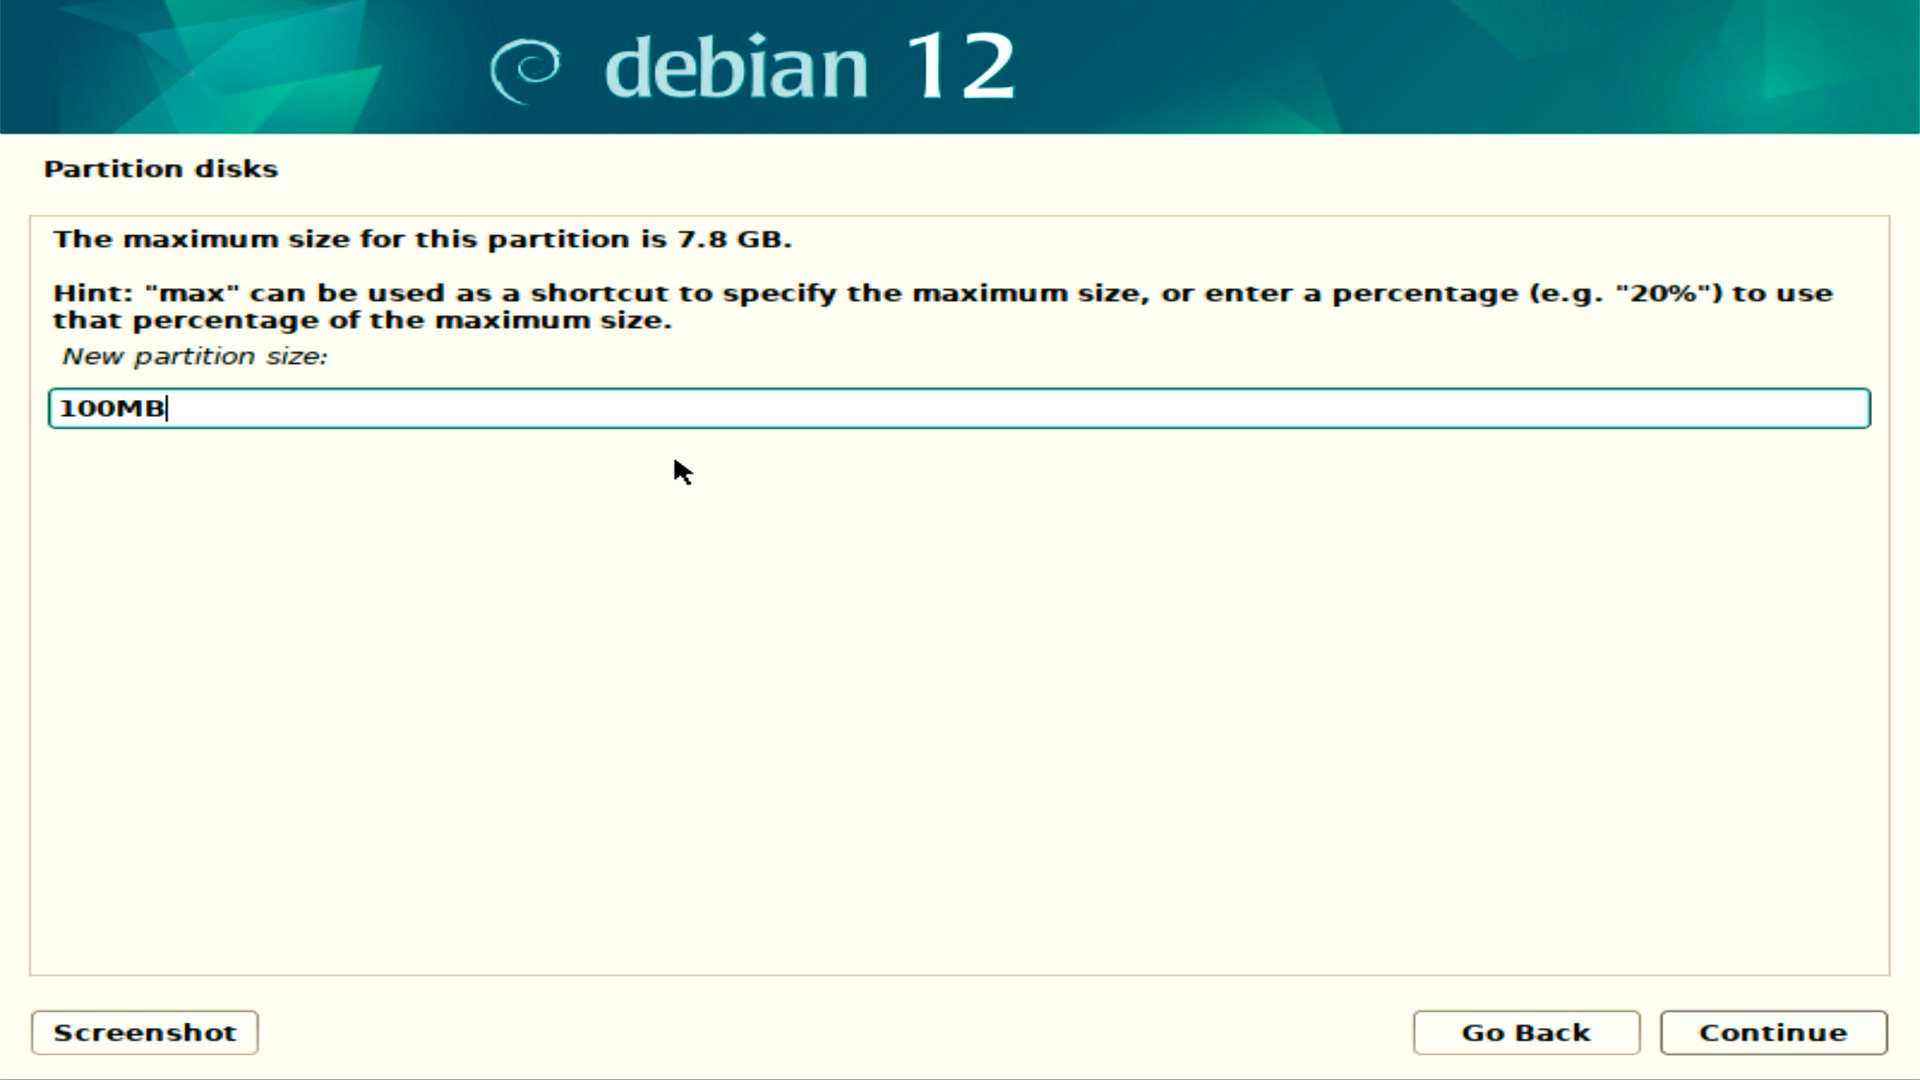 debian 12
Partition disks
The maximum size for this partition is 7.8 GB.
Hint: "max" can be used as a shortcut to specify the maximum size, or enter a percentage (e.g. "20%") to use
that percentage of the maximum size.
New partition size:
100MB
Screenshot
Go Back
Continue